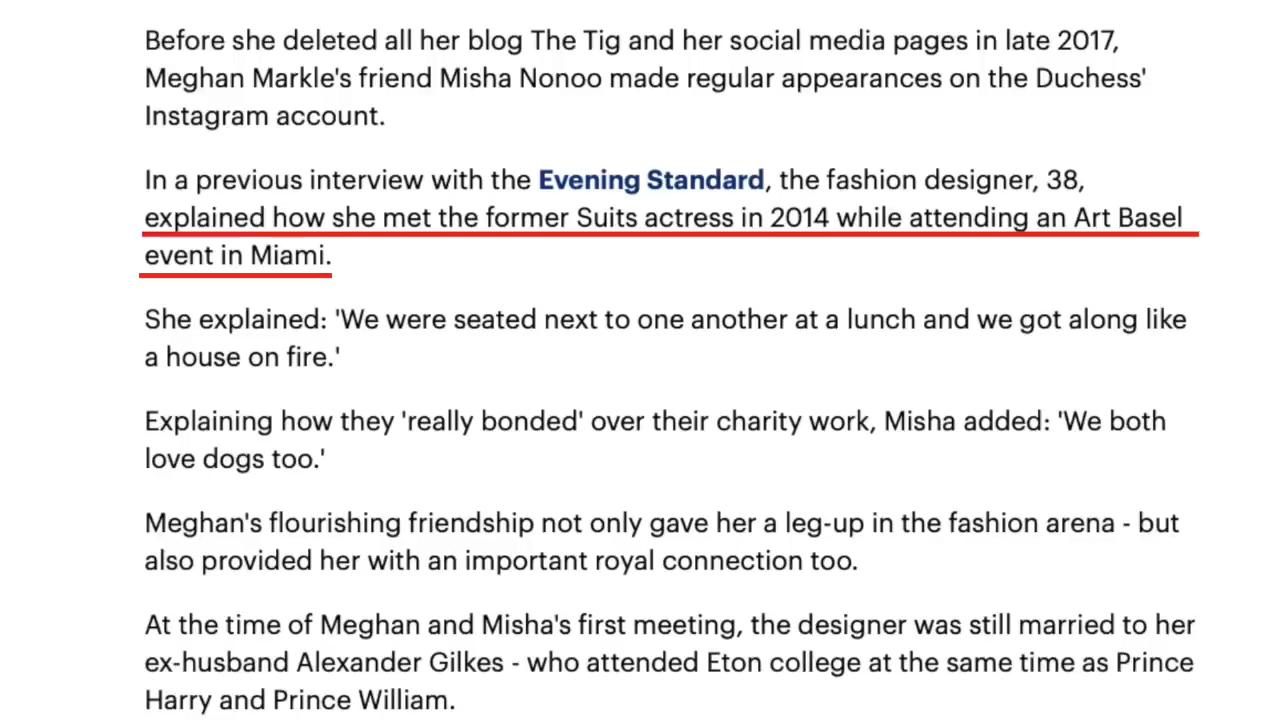 Before she deleted all her blog The Tig and her social media pages in late 2017,
Meghan Markle's friend Misha Nonoo made regular appearances on the Duchess'
Instagram account.
In a previous interview with the Evening Standard, the fashion designer, 38,
explained how she met the former Suits actress in 2014 while attending an Art Basel
event in Miami.
She explained: 'We were seated next to one another at a lunch and we got along like
a house on fire.'
Explaining how they 'really bonded' over their charity work, Misha added: 'We both
love dogs too.'
Meghan's flourishing friendship not only gave her a leg-up in the fashion arena - but
also provided her with an important royal connection too.
At the time of Meghan and Misha's first meeting, the designer was still married to her
ex-husband Alexander Gilkes - who attended Eton college at the same time as Prince
Harry and Prince William.